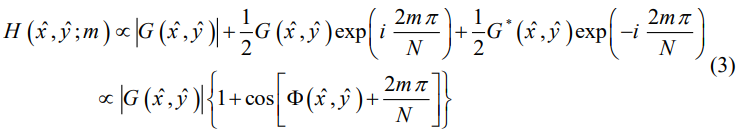 H(x̂,ŷ;m)∝|G(x̂,ŷ)|+1/2 G(x̂,ŷ)exp(i 2mπ/N)+1/2 G*(x̂,ŷ)exp(−i 2mπ/N)
(3)
∝|G(x̂,ŷ)|{1+cos[Φ(x̂,ŷ)+2mπ/N]}